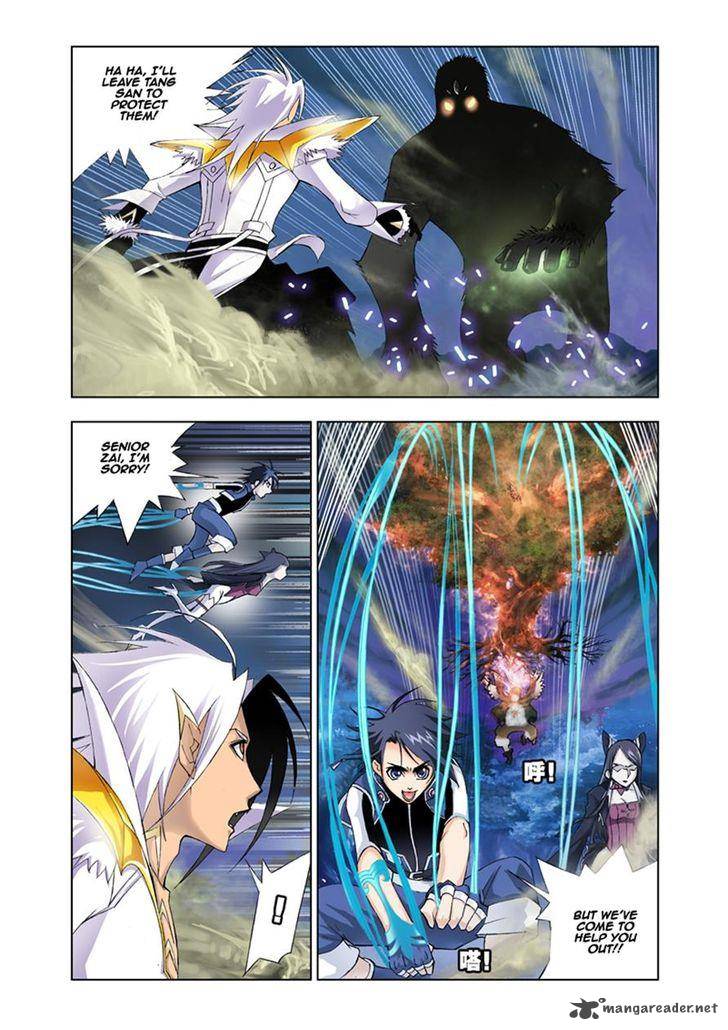 HA HA, I'LL
LEAVE TANG
SAN TO
PROTECT
THEM!
SENIOR
ZAI, I'M
SORRY!
!
呼!
嗒!
BUT WE'VE
COME TO
HELP YOU
OUT!!
mangareader.net